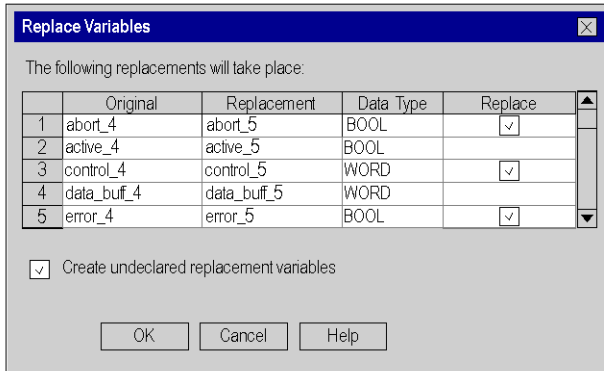 Replace Variables
The following replacements will take place:
Original Replacement Data Type Replace
1 abort_4 abort_5 BOOL
2 active_4 active_5 BOOL
3 control_4 control_5 WORD
4 data_buff_4 data_buff_5 WORD
5 error_4 error_5 BOOL
Create undeclared replacement variables
OK Cancel Help